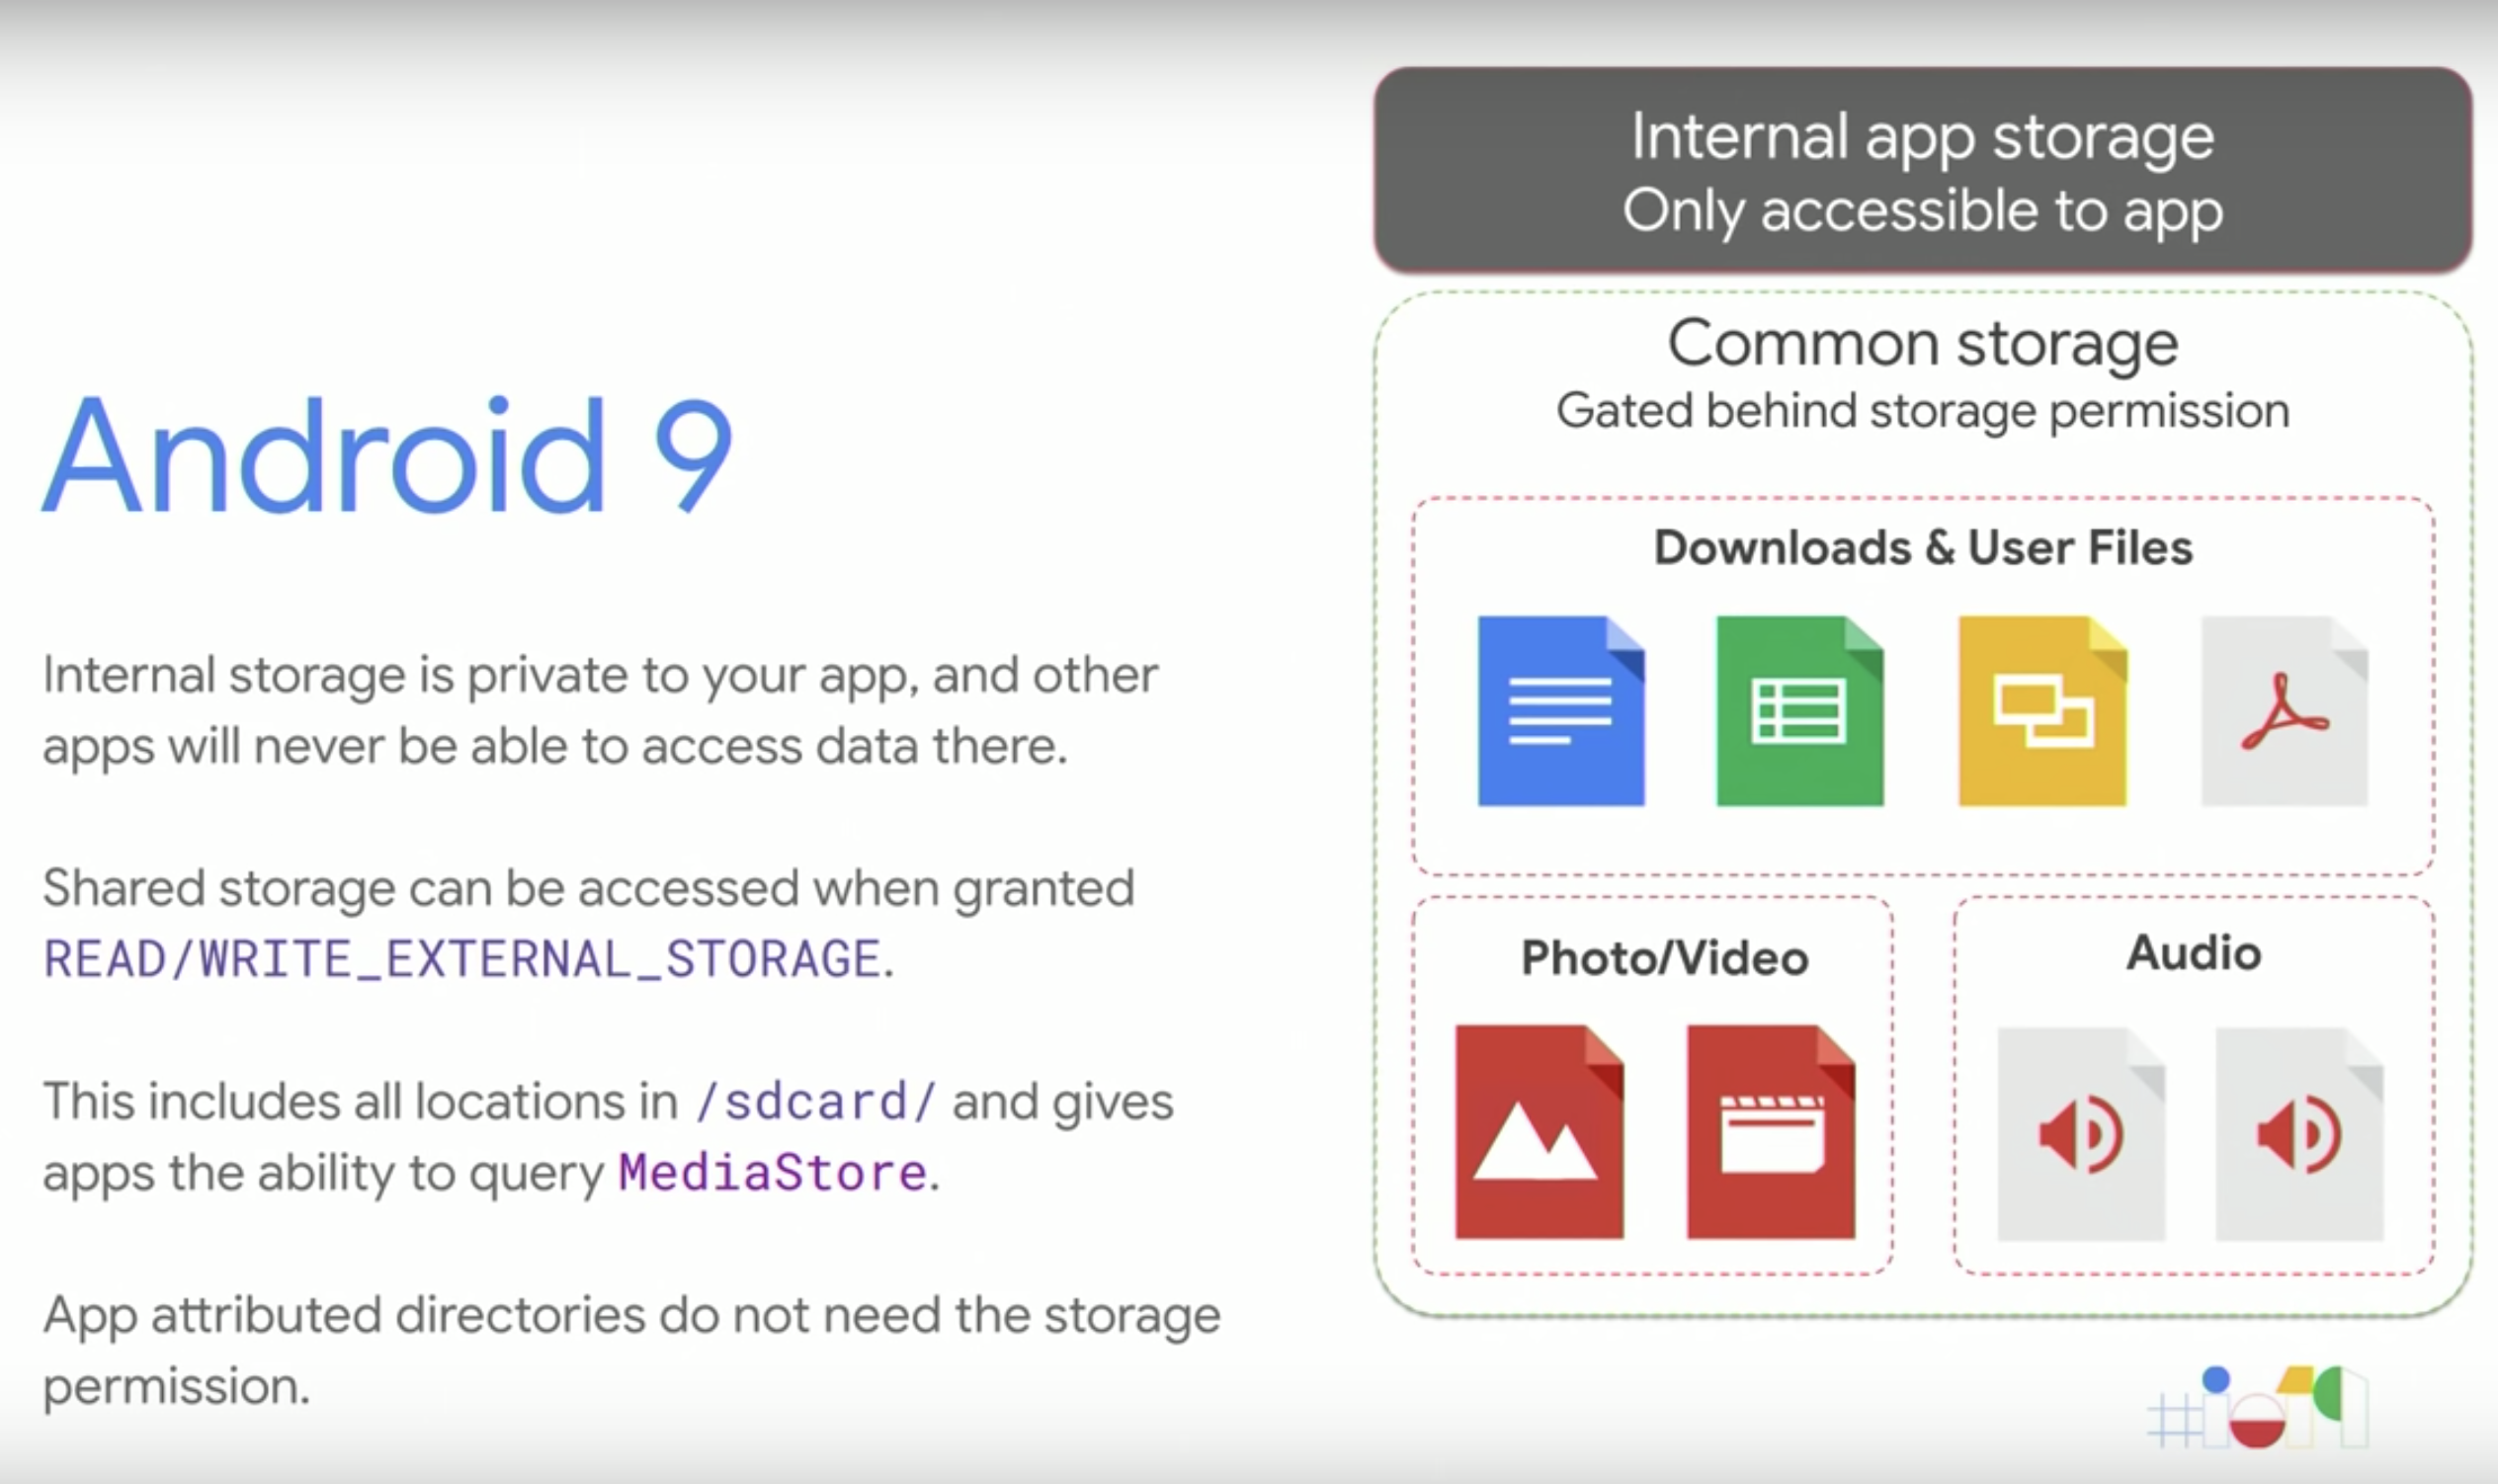 Internal app storage
Only accessible to app
Common storage
Gated behind storage permission
Android 9
Downloads & User Files
Internal storage is private to your app, and other
apps will never be able to access data there.
Shared storage can be accessed when granted
READ/WRITE_EXTERNAL_STORAGE.
Photo/Video
Audio
This includes all locations in /sdcard/ and gives
apps the ability to query MediaStore.
App attributed directories do not need the storage
permission.
#io19